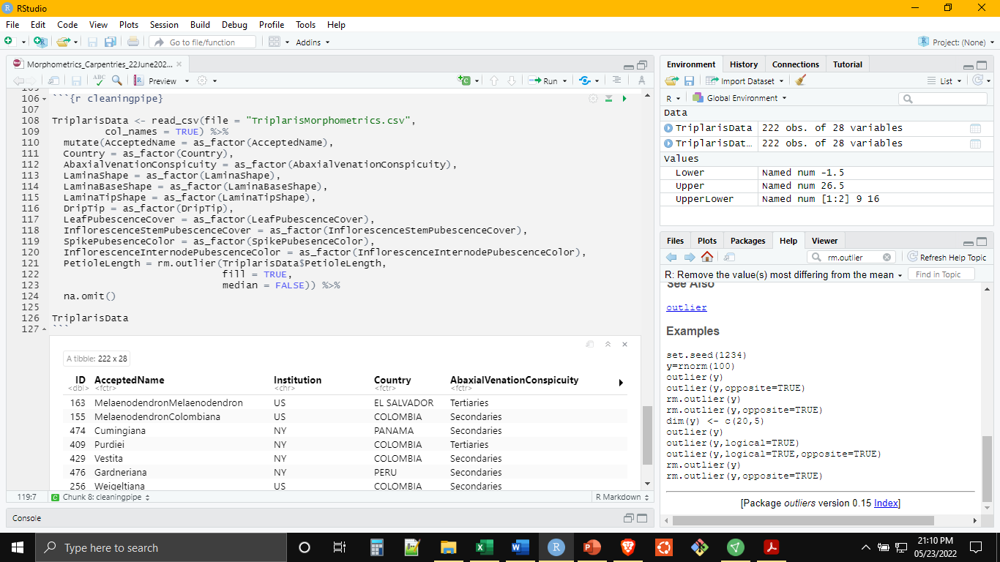 RStudio
File Edit Code View Plots Session Build Debug Profile Tools Help
Go to file/function Addins Project: (None)
Morphometrics_Carpentries_22June202...
ABC Preview Run
106 ```{r cleaningpipe}
107
108 TriplarisData <- read_csv(file = "TriplarisMorphometrics.csv",
109 col_names = TRUE) %>%
110 mutate(AcceptedName = as_factor(AcceptedName),
111 Country = as_factor(Country),
112 AbaxialVenationConspicuity = as_factor(AbaxialVenationConspicuity),
113 LaminaShape = as_factor(LaminaShape),
114 LaminaBaseShape = as_factor(LaminaBaseShape),
115 LaminaTipShape = as_factor(LaminaTipShape),
116 DripTip = as_factor(DripTip),
117 LeafPubescenceCover = as_factor(LeafPubescenceCover),
118 InflorescenceStemPubescenceCover = as_factor(InflorescenceStemPubescenceCover),
119 SpikePubesenceColor = as_factor(SpikePubesenceColor),
120 InflorescenceInternodePubescenceColor = as_factor(InflorescenceInternodePubescenceColor),
121 PetioleLength = rm.outlier(TriplarisData$PetioleLength,
122 fill = TRUE,
123 median = FALSE)) %>%
124 na.omit()
125
126 TriplarisData
127 ```
A tibble: 222 x 28
ID AcceptedName Institution Country AbaxialVenationConspicuity
<dbl> <fctr> <chr> <fctr> <fctr>
163 MelaenodendronMelaenodendron US EL SALVADOR Tertiaries
155 MelaenodendronColombiana US COLOMBIA Secondaries
474 Cumingiana NY PANAMA Secondaries
409 Purdiei NY COLOMBIA Tertiaries
429 Vestita NY COLOMBIA Secondaries
476 Gardneriana NY PERU Secondaries
256 Weigeltiana US COLOMBIA Secondaries
119:7 Chunk 8: cleaningpipe R Markdown
Console
Environment History Connections Tutorial
Import Dataset List
R Global Environment
Data
TriplarisData 222 obs. of 28 variables
TriplarisDat... 222 obs. of 28 variables
Values
Lower Named num -1.5
Upper Named num 26.5
UpperLower Named num [1:2] 9 16
Files Plots Packages Help Viewer
rm.outlier Refresh Help Topic
R: Remove the value(s) most differing from the mean Find in Topic
See Also
outlier
Examples
set.seed(1234)
y=rnorm(100)
outlier(y)
outlier(y,opposite=TRUE)
rm.outlier(y)
rm.outlier(y,opposite=TRUE)
dim(y) <- c(20,5)
outlier(y)
outlier(y,logical=TRUE)
outlier(y,logical=TRUE,opposite=TRUE)
rm.outlier(y)
rm.outlier(y,opposite=TRUE)
[Package outliers version 0.15 Index]
Type here to search
21:10 PM
05/23/2022